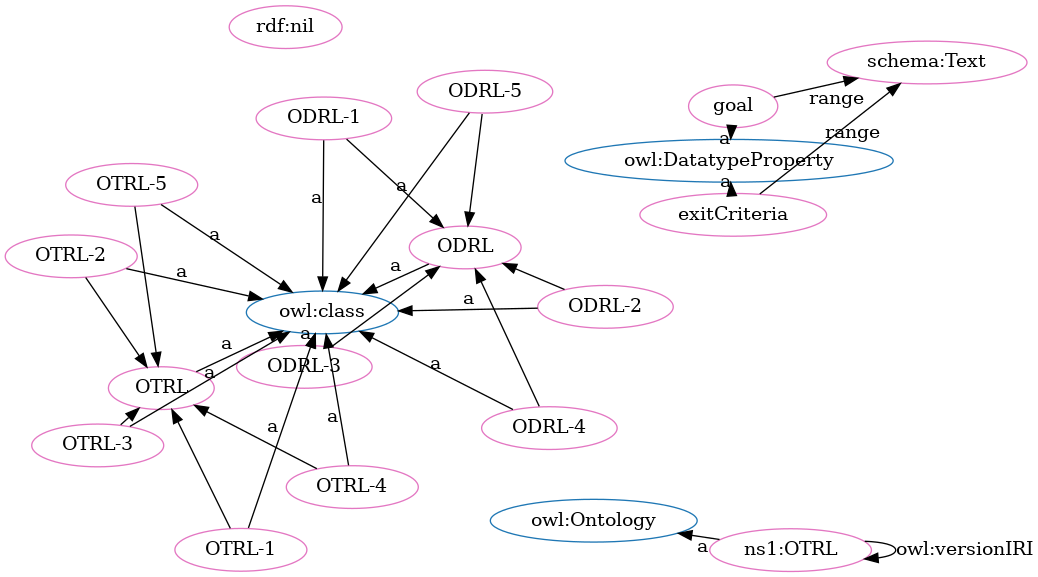 rdf:nil
schema:Text
ODRL-5
range
goal
ODRL-1
range
a
owl:DatatypeProperty
a
OTRL-5
a
a
exitCriteria
a
ODRL
OTRL-2
a
a
a
ODRL-2
owl:class
a
a
a
ODRL-3
a
OTRL
a
a
ODRL-4
OTRL-3
OTRL-4
owl:Ontology
OTRL-1
a
ns1:OTRL
owl:versionIRI